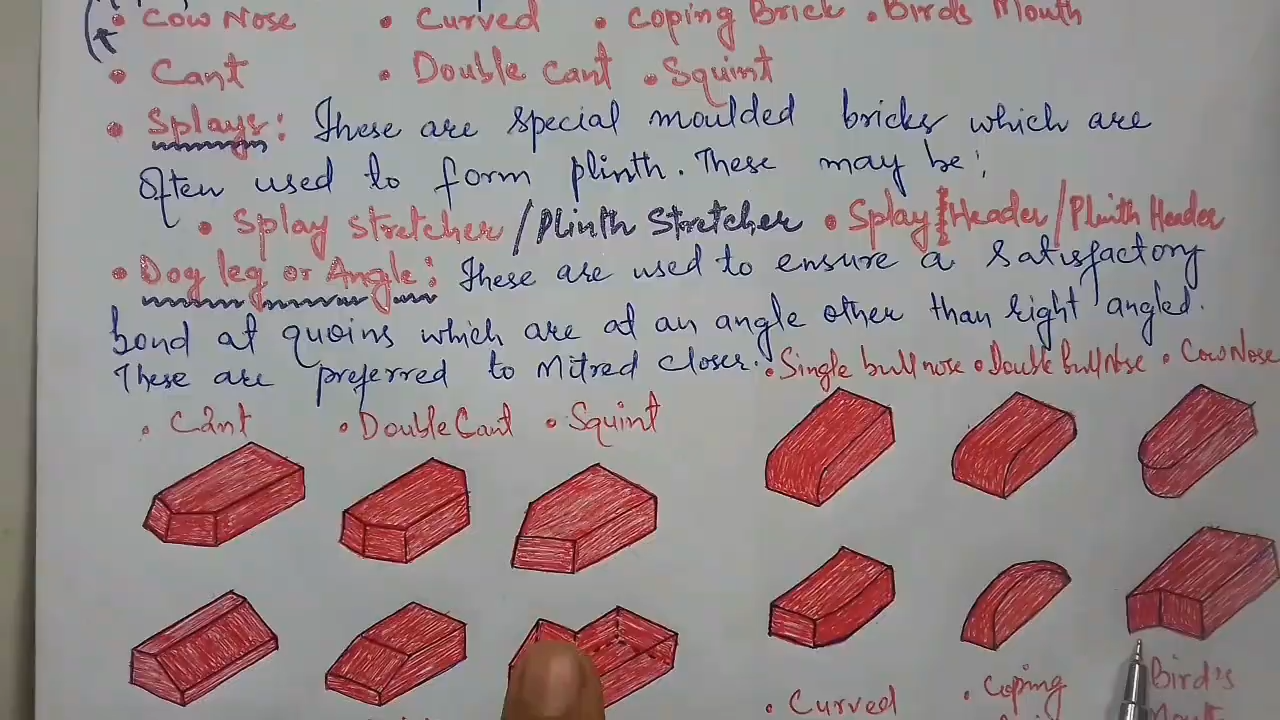 • Cow Nose • Curved • Coping Brick • Bird's Mouth
• Cant • Double Cant • Squint
• Splays: These are special moulded bricks which are
often used to form plinth. These may be;
• Splay Stretcher/Plinth Stretcher • Splay Header/Plinth Header
• Dog leg or Angle: These are used to ensure a satisfactory
bond at quoins which are at an angle other than right angled.
These are preferred to Mitred Closer.
• Single bull nose • Double bull Nose • Cow Nose
• Cant • Double Cant • Squint
• Curved • Coping • Bird's